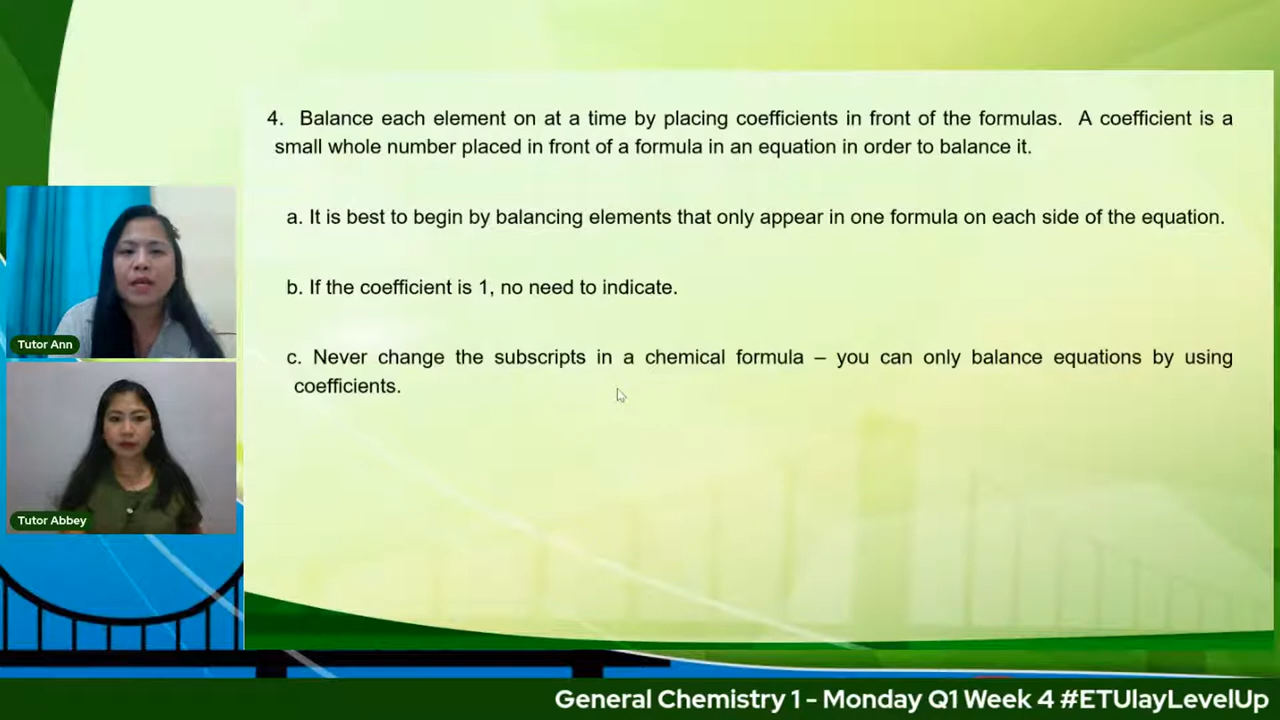 4. Balance each element on at a time by placing coefficients in front of the formulas. A coefficient is a
small whole number placed in front of a formula in an equation in order to balance it.
a. It is best to begin by balancing elements that only appear in one formula on each side of the equation.
b. If the coefficient is 1, no need to indicate.
c. Never change the subscripts in a chemical formula – you can only balance equations by using
coefficients.
Tutor Ann
Tutor Abbey
General Chemistry 1 - Monday Q1 Week 4 #ETUlayLevelUp